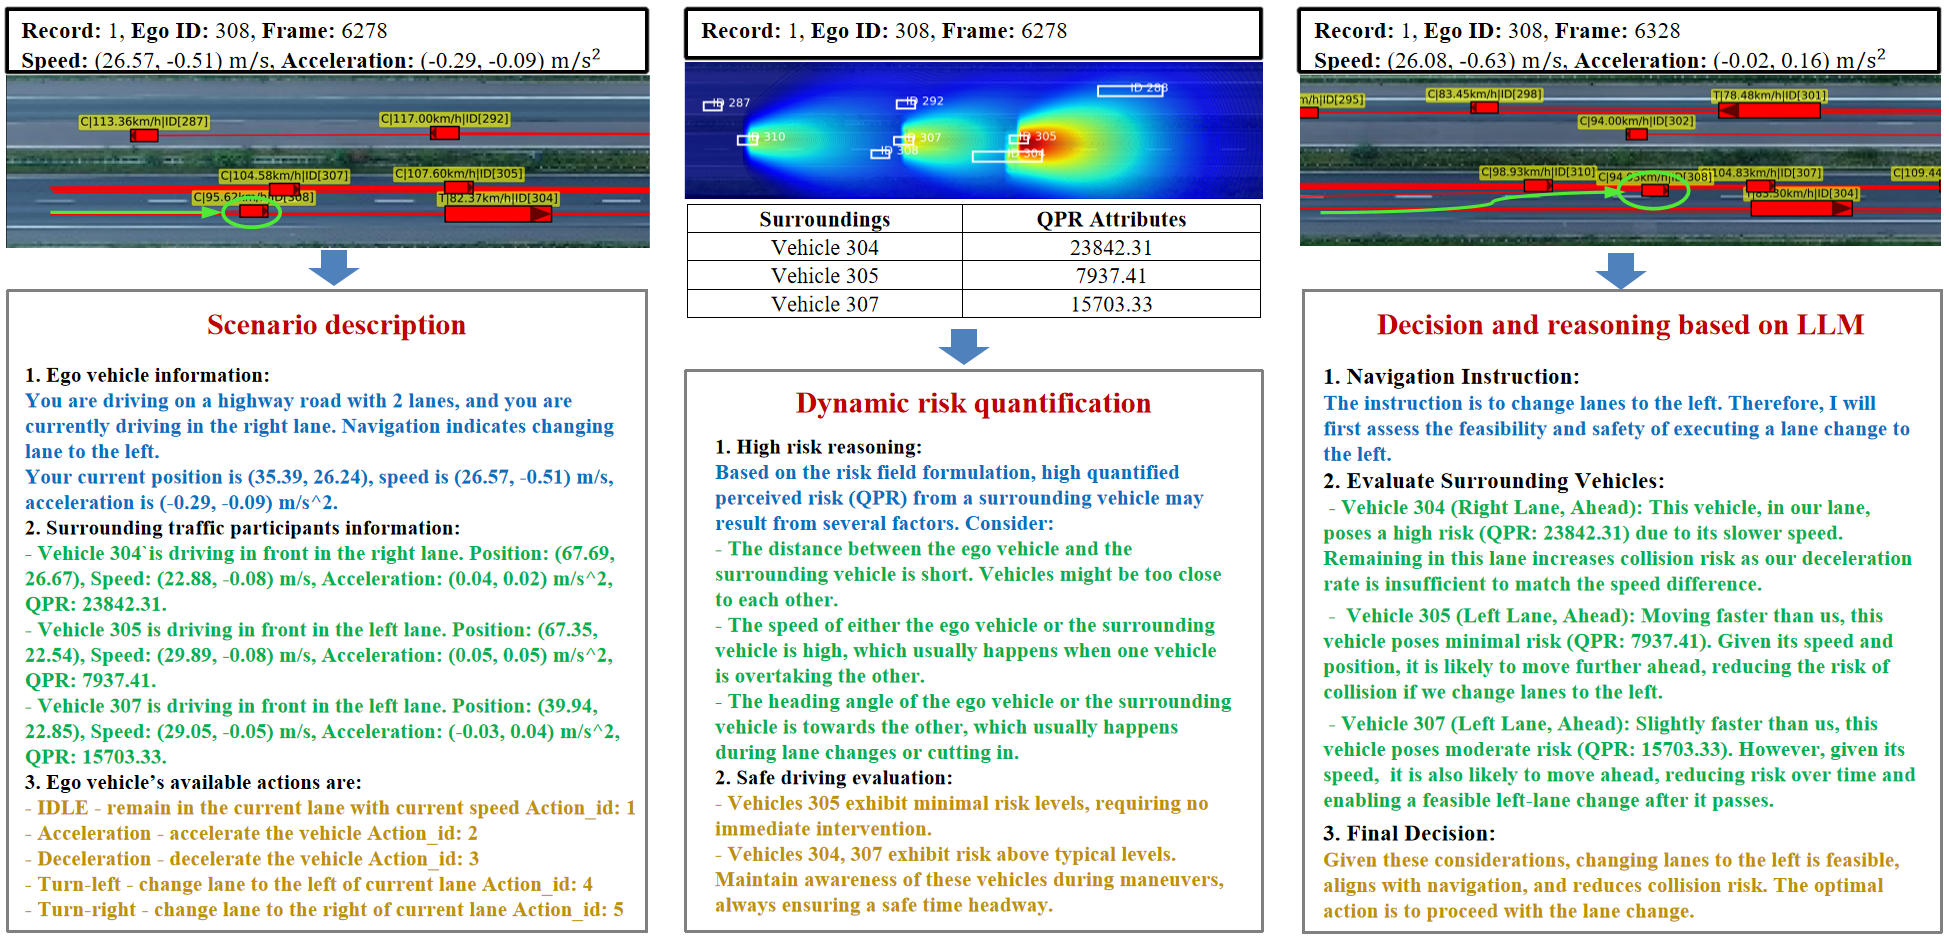 Record: 1, Ego ID: 308, Frame: 6278
Speed: (26.57, -0.51) m/s, Acceleration: (-0.29, -0.09) m/s²
C|113.36km/h|ID[287]
C|117.00km/h|ID[292]
C|104.58km/h|ID[307]
C|107.60km/h|ID[305]
T|82.37km/h|ID[304]
Scenario description
1. Ego vehicle information:
You are driving on a highway road with 2 lanes, and you are
currently driving in the right lane. Navigation indicates changing
lane to the left.
Your current position is (35.39, 26.24), speed is (26.57, -0.51) m/s,
acceleration is (-0.29, -0.09) m/s^2.
2. Surrounding traffic participants information:
- Vehicle 304`is driving in front in the right lane. Position: (67.69,
26.67), Speed: (22.88, -0.08) m/s, Acceleration: (0.04, 0.02) m/s^2,
QPR: 23842.31.
- Vehicle 305 is driving in front in the left lane. Position: (67.35,
22.54), Speed: (29.89, -0.08) m/s, Acceleration: (0.05, 0.05) m/s^2,
QPR: 7937.41.
- Vehicle 307 is driving in front in the left lane. Position: (39.94,
22.85), Speed: (29.05, -0.05) m/s, Acceleration: (-0.03, 0.04) m/s^2,
QPR: 15703.33.
3. Ego vehicle's available actions are:
- IDLE - remain in the current lane with current speed Action_id: 1
- Acceleration - accelerate the vehicle Action_id: 2
- Deceleration - decelerate the vehicle Action_id: 3
- Turn-left - change lane to the left of current lane Action_id: 4
- Turn-right - change lane to the right of current lane Action_id: 5
Record: 1, Ego ID: 308, Frame: 6278
ID 287
ID 292
ID 288
ID 310
ID 307
ID 305
ID 308
ID 304
Surroundings QPR Attributes
Vehicle 304 23842.31
Vehicle 305 7937.41
Vehicle 307 15703.33
Dynamic risk quantification
1. High risk reasoning:
Based on the risk field formulation, high quantified
perceived risk (QPR) from a surrounding vehicle may
result from several factors. Consider:
- The distance between the ego vehicle and the
surrounding vehicle is short. Vehicles might be too close
to each other.
- The speed of either the ego vehicle or the surrounding
vehicle is high, which usually happens when one vehicle
is overtaking the other.
- The heading angle of the ego vehicle or the surrounding
vehicle is towards the other, which usually happens
during lane changes or cutting in.
2. Safe driving evaluation:
- Vehicles 305 exhibit minimal risk levels, requiring no
immediate intervention.
- Vehicles 304, 307 exhibit risk above typical levels.
Maintain awareness of these vehicles during maneuvers,
always ensuring a safe time headway.
Record: 1, Ego ID: 308, Frame: 6328
Speed: (26.08, -0.63) m/s, Acceleration: (-0.02, 0.16) m/s²
m/h|ID[295]
C|83.45km/h|ID[298]
T|78.48km/h|ID[301]
C|94.00km/h|ID[302]
C|98.93km/h|ID[310]
104.83km/h|ID[307]
C|109.44
Decision and reasoning based on LLM
1. Navigation Instruction:
The instruction is to change lanes to the left. Therefore, I will
first assess the feasibility and safety of executing a lane change to
the left.
2. Evaluate Surrounding Vehicles:
- Vehicle 304 (Right Lane, Ahead): This vehicle, in our lane,
poses a high risk (QPR: 23842.31) due to its slower speed.
Remaining in this lane increases collision risk as our deceleration
rate is insufficient to match the speed difference.
- Vehicle 305 (Left Lane, Ahead): Moving faster than us, this
vehicle poses minimal risk (QPR: 7937.41). Given its speed and
position, it is likely to move further ahead, reducing the risk of
collision if we change lanes to the left.
- Vehicle 307 (Left Lane, Ahead): Slightly faster than us, this
vehicle poses moderate risk (QPR: 15703.33). However, given its
speed, it is also likely to move ahead, reducing risk over time and
enabling a feasible left-lane change after it passes.
3. Final Decision:
Given these considerations, changing lanes to the left is feasible,
aligns with navigation, and reduces collision risk. The optimal
action is to proceed with the lane change.